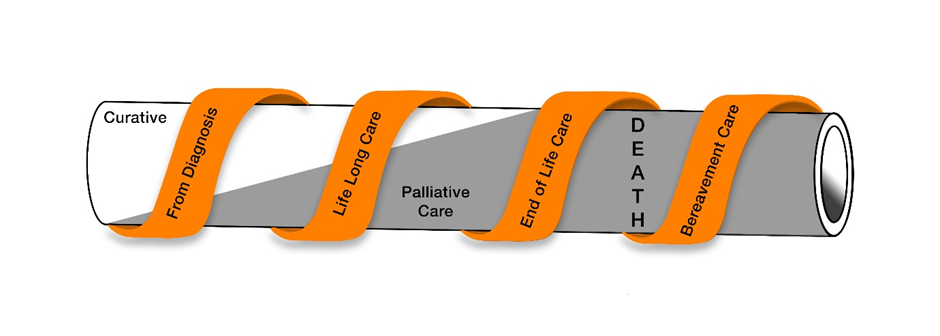 Curative
From Diagnosis
Life Long Care
Palliative
Care
End of Life Care
DEATH
Bereavement Care